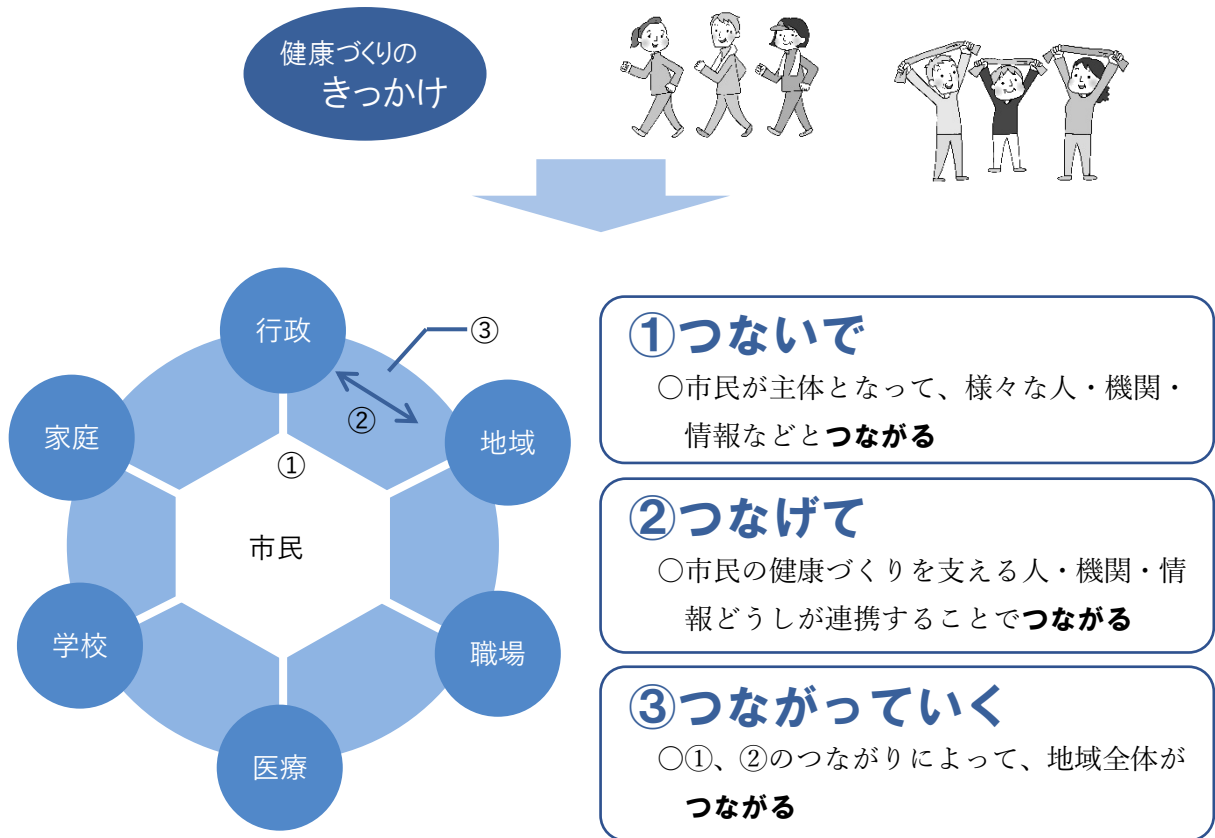 健康づくりの
きっかけ
行政
③
②
地域
家庭
①
市民
学校
職場
医療
①つないで
○市民が主体となって、様々な人・機関・
情報などとつながる
②つなげて
○市民の健康づくりを支える人・機関・情
報どうしが連携することでつながる
③つながっていく
○①、②のつながりによって、地域全体が
つながる